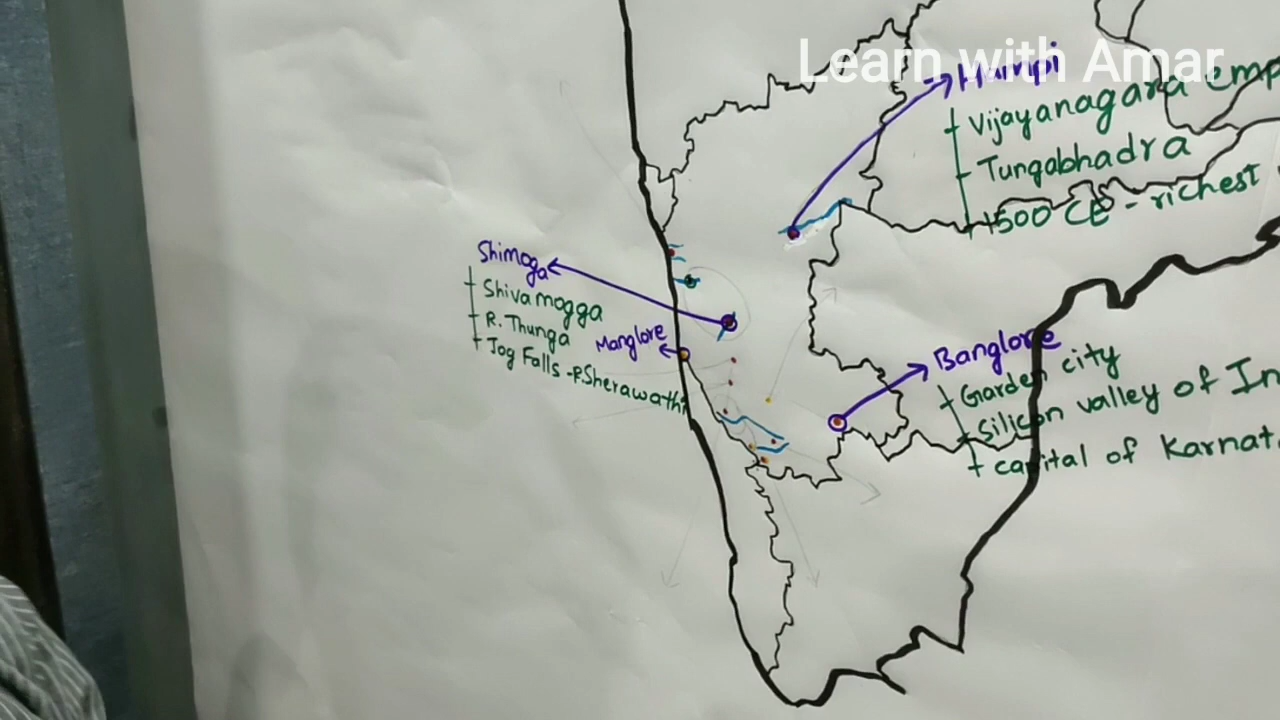 Learn with Amar
Hampi
Vijayanagara emp
Tungabhadra
1500 CE - richest
Shimoga
Shivamogga
R. Thunga
Jog Falls - R. Sherawathi
Manglore
Banglore
Garden city
Silicon valley of In
capital of Karnat